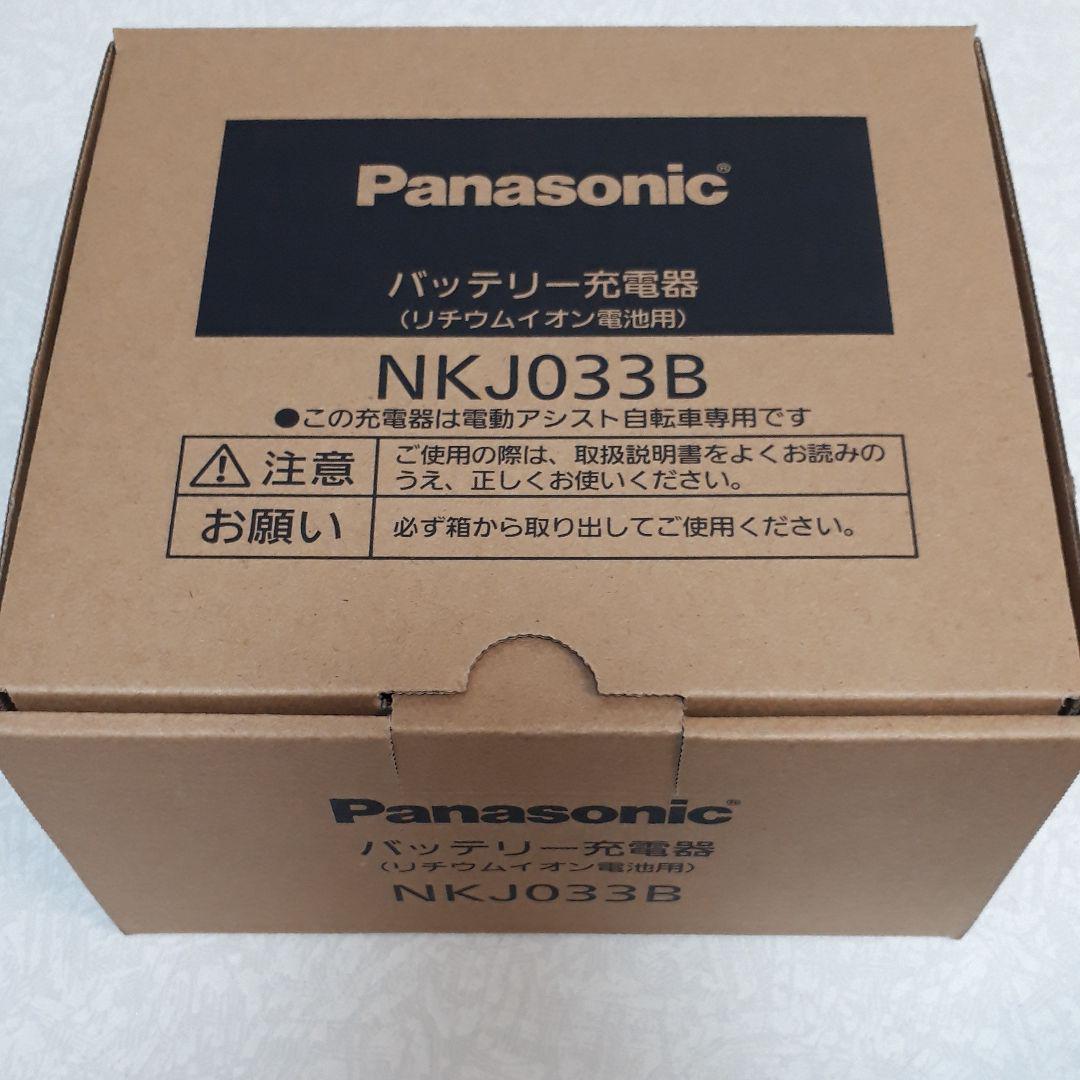 Panasonic®
バッテリー充電器
(リチウムイオン電池用)
NKJ033B
●この充電器は電動アシスト自転車専用です
注意
ご使用の際は、取扱説明書をよくお読みの
うえ、正しくお使いください。
お願い
必ず箱から取り出してご使用ください。
Panasonic®
バッテリー充電器
(リチウムイオン電池用)
NKJ033B